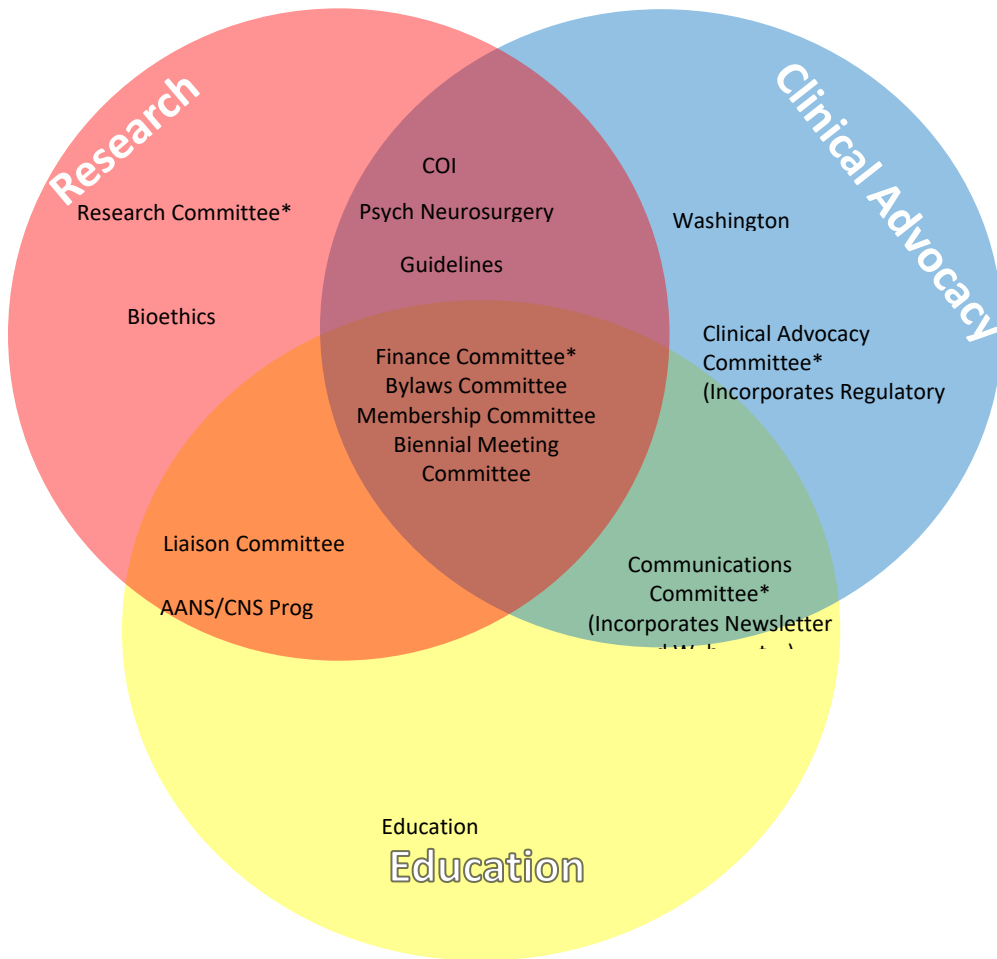 Research
Clinical Advocacy
COI
Research Committee*
Psych Neurosurgery
Washington
Guidelines
Bioethics
Clinical Advocacy
Committee*
(Incorporates Regulatory
Finance Committee*
Bylaws Committee
Membership Committee
Biennial Meeting
Committee
Liaison Committee
AANS/CNS Prog
Communications
Committee*
(Incorporates Newsletter
Education
Education